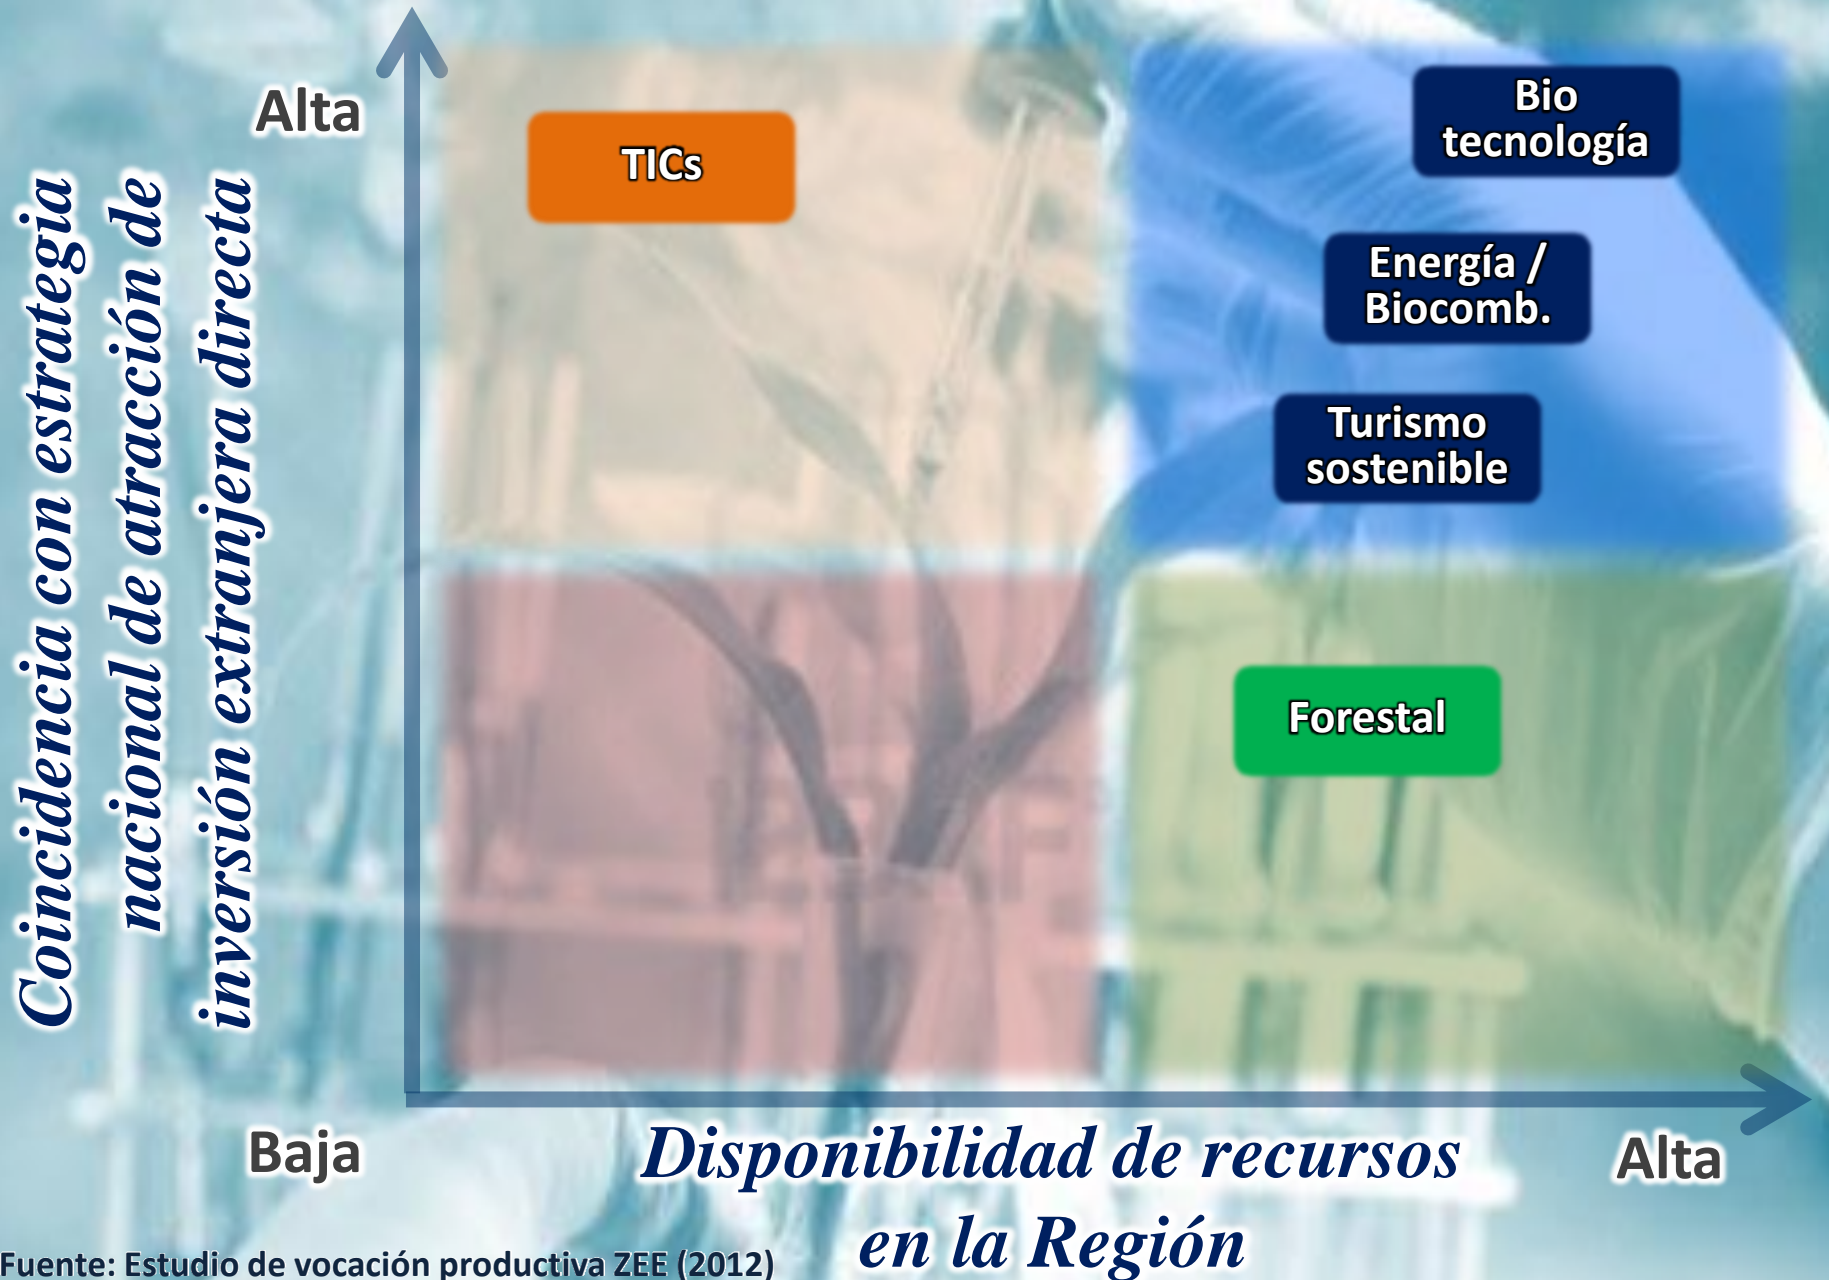 Alta
Coincidencia con estrategia
nacional de atracción de
inversión extranjera directa
TICs
Bio
tecnología
Energía /
Biocomb.
Turismo
sostenible
Forestal
Baja
Disponibilidad de recursos
en la Región
Alta
Fuente: Estudio de vocación productiva ZEE (2012)